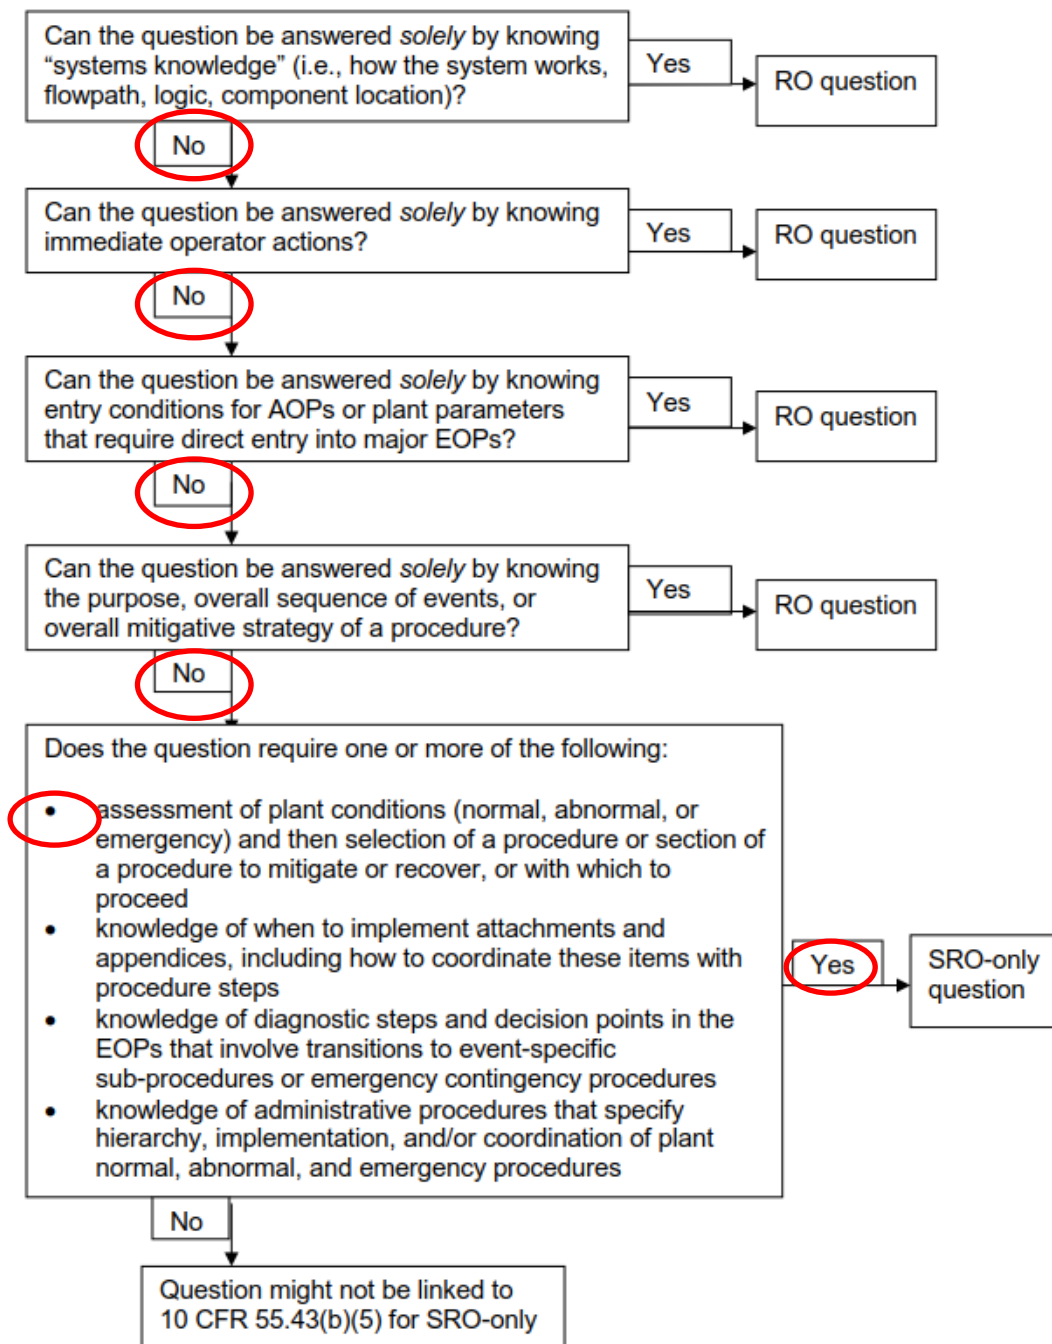 Can the question be answered solely by knowing
“systems knowledge” (i.e., how the system works,
flowpath, logic, component location)?
Yes
RO question
No
Can the question be answered solely by knowing
immediate operator actions?
Yes
RO question
No
Can the question be answered solely by knowing
entry conditions for AOPs or plant parameters
that require direct entry into major EOPs?
Yes
RO question
No
Can the question be answered solely by knowing
the purpose, overall sequence of events, or
overall mitigative strategy of a procedure?
Yes
RO question
No
Does the question require one or more of the following:
• assessment of plant conditions (normal, abnormal, or
emergency) and then selection of a procedure or section of
a procedure to mitigate or recover, or with which to
proceed
• knowledge of when to implement attachments and
appendices, including how to coordinate these items with
procedure steps
• knowledge of diagnostic steps and decision points in the
EOPs that involve transitions to event-specific
sub-procedures or emergency contingency procedures
• knowledge of administrative procedures that specify
hierarchy, implementation, and/or coordination of plant
normal, abnormal, and emergency procedures
Yes
SRO-only
question
No
Question might not be linked to
10 CFR 55.43(b)(5) for SRO-only